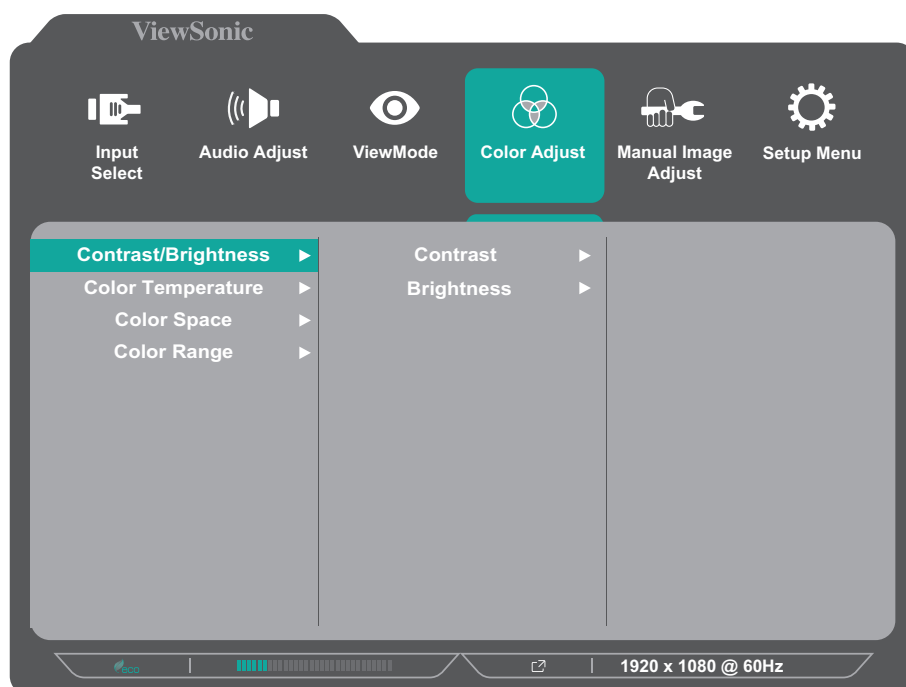 ViewSonic
Input
Select
Audio Adjust
ViewMode
Color Adjust
Manual Image
Adjust
Setup Menu
Contrast/Brightness
Color Temperature
Color Space
Color Range
Contrast
Brightness
eco
1920 x 1080 @ 60Hz